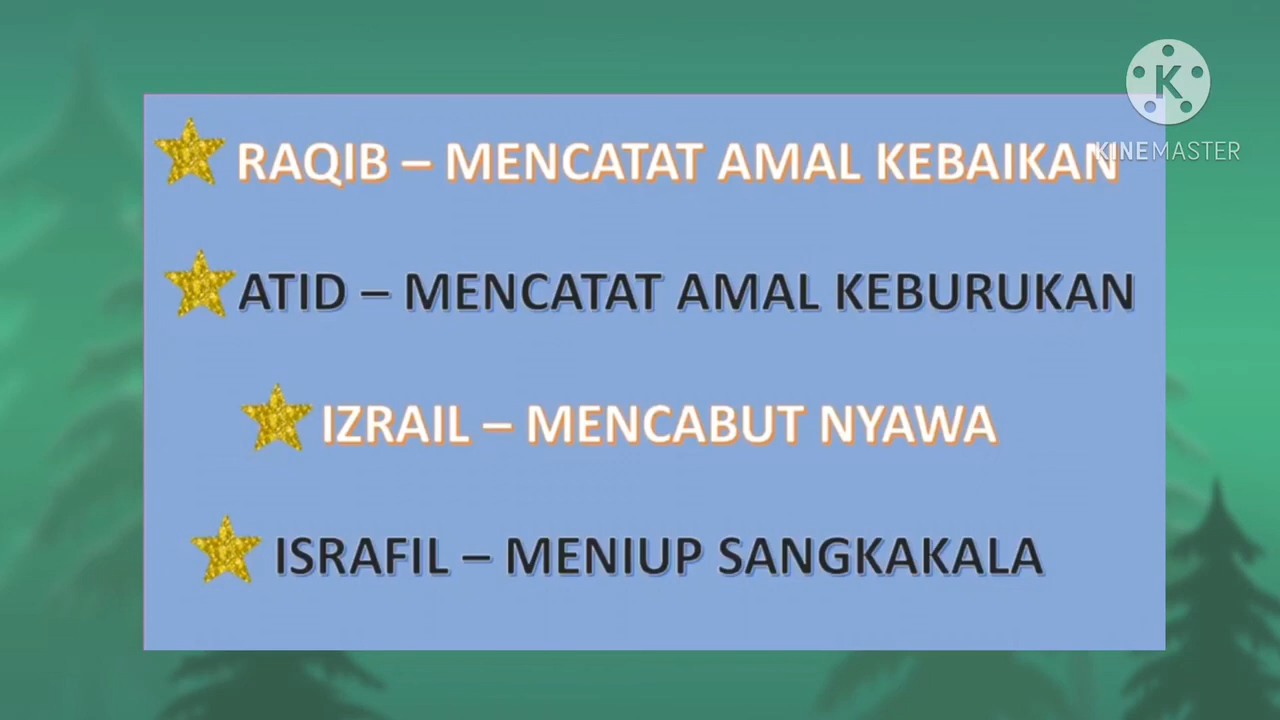 RAQIB – MENCATAT AMAL KEBAIKAN
ATID – MENCATAT AMAL KEBURUKAN
IZRAIL – MENCABUT NYAWA
ISRAFIL – MENIUP SANGKAKALA
K
KINEMASTER